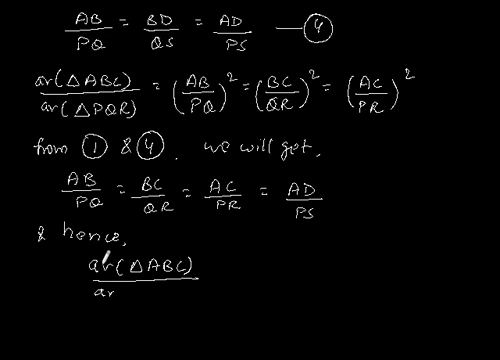 AB/PQ = BD/QS = AD/PS — 4
ar(△ABC)/ar(△PQR) = (AB/PQ)² = (BC/QR)² = (AC/PR)²
from 1 & 4, we will get,
AB/PQ = BC/QR = AC/PR = AD/PS
& hence,
ar(△ABC)/ar